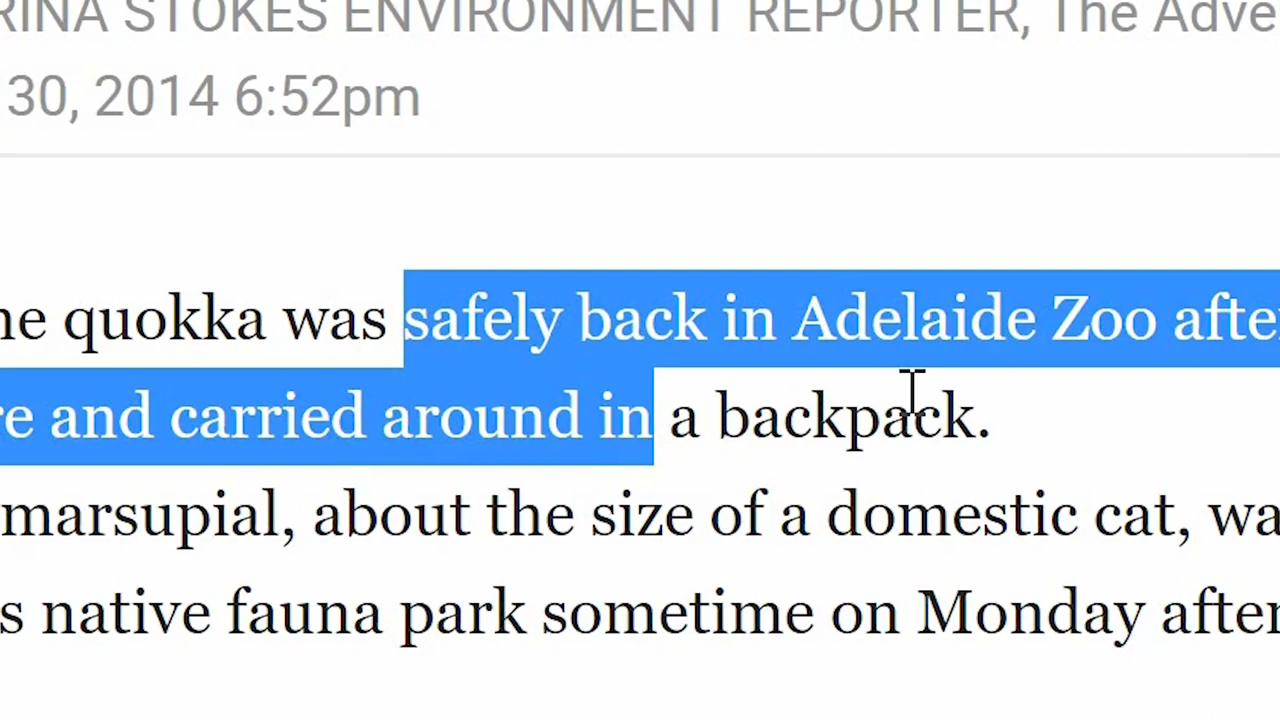 RINA STOKES ENVIRONMENT REPORTER, The Adve
30, 2014 6:52pm
he quokka was safely back in Adelaide Zoo after
re and carried around in a backpack.
marsupial, about the size of a domestic cat, wa
s native fauna park sometime on Monday after